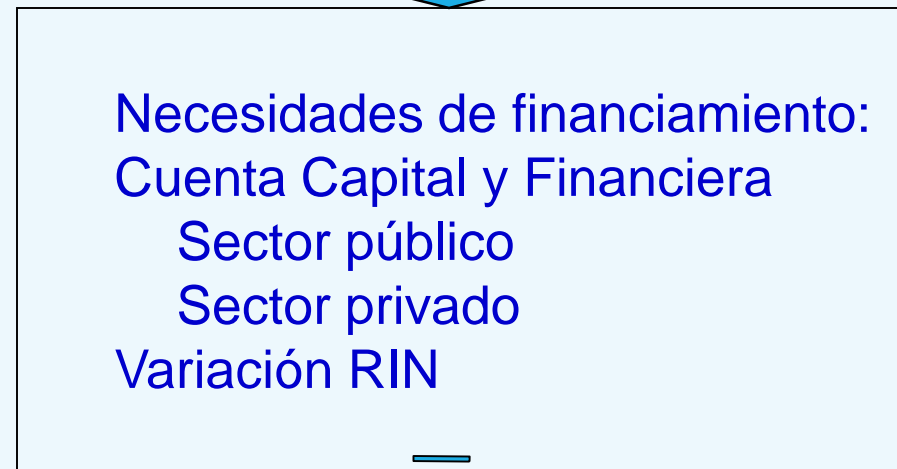 Necesidades de financiamiento:
Cuenta Capital y Financiera
Sector público
Sector privado
Variación RIN